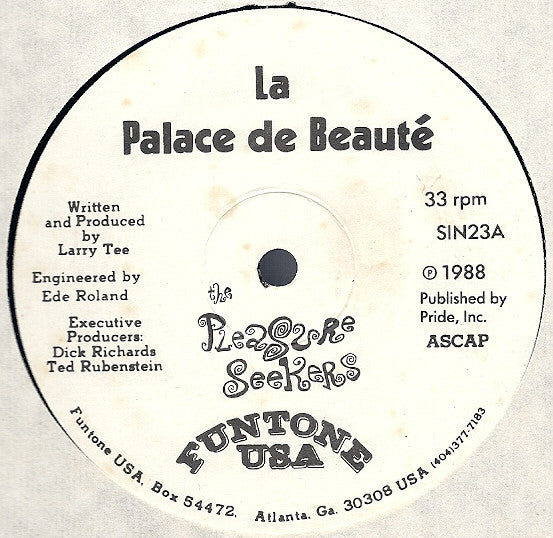 La
Palace de Beauté
Written
and Produced
by
Larry Tee
Engineered by
Ede Roland
Executive
Producers:
Dick Richards
Ted Rubenstein
33 rpm
SIN23A
℗ 1988
Published by
Pride, Inc.
ASCAP
the
PLeaSure
SeeKeRS
FUNTONE
USA
Funtone USA, Box 54472, Atlanta, Ga. 30308 USA (404)377-7183